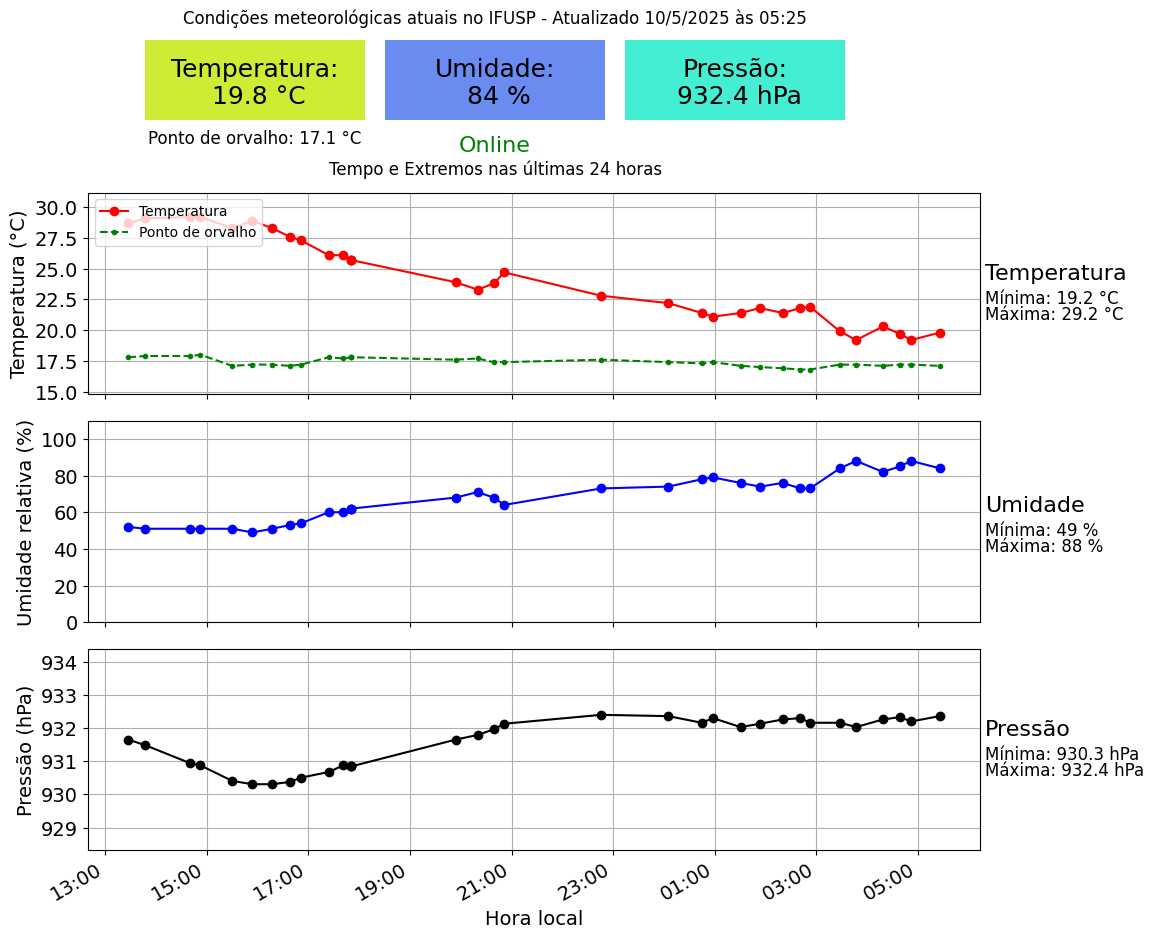 Condições meteorológicas atuais no IFUSP - Atualizado 10/5/2025 às 05:25
Temperatura:
19.8 °C
Umidade:
84 %
Pressão:
932.4 hPa
Ponto de orvalho: 17.1 °C
Online
Tempo e Extremos nas últimas 24 horas
Temperatura (°C)
30.0
27.5
25.0
22.5
20.0
17.5
15.0
Temperatura
Ponto de orvalho
Temperatura
Mínima: 19.2 °C
Máxima: 29.2 °C
Umidade relativa (%)
100
80
60
40
20
0
Umidade
Mínima: 49 %
Máxima: 88 %
Pressão (hPa)
934
933
932
931
930
929
Pressão
Mínima: 930.3 hPa
Máxima: 932.4 hPa
13:00 15:00 17:00 19:00 21:00 23:00 01:00 03:00 05:00
Hora local